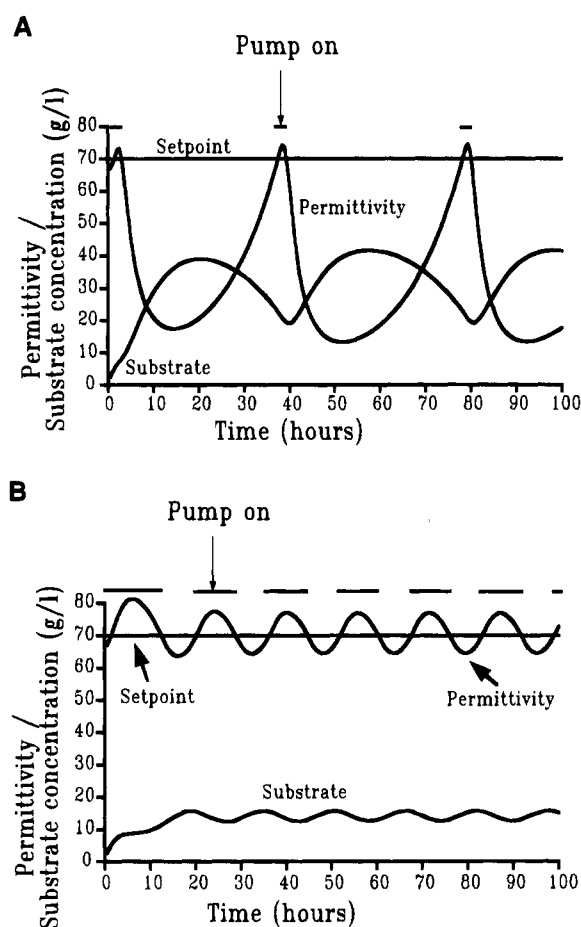 A
Pump on
Permittivity /
Substrate concentration (g/l)
80
70
60
50
40
30
20
10
0
Setpoint
Permittivity
Substrate
0 10 20 30 40 50 60 70 80 90 100
Time (hours)
B
Pump on
Permittivity /
Substrate concentration (g/l)
80
70
60
50
40
30
20
10
0
Setpoint
Permittivity
Substrate
0 10 20 30 40 50 60 70 80 90 100
Time (hours)